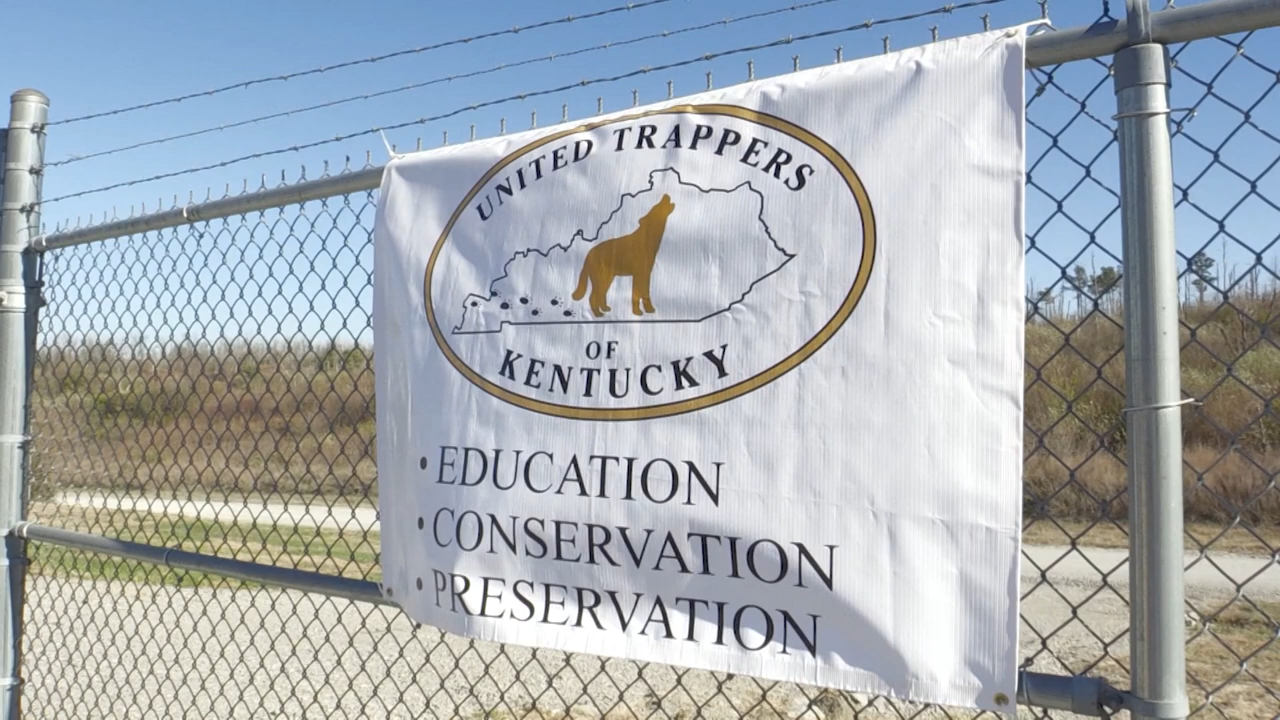 UNITED TRAPPERS
OF
KENTUCKY
• EDUCATION
• CONSERVATION
• PRESERVATION